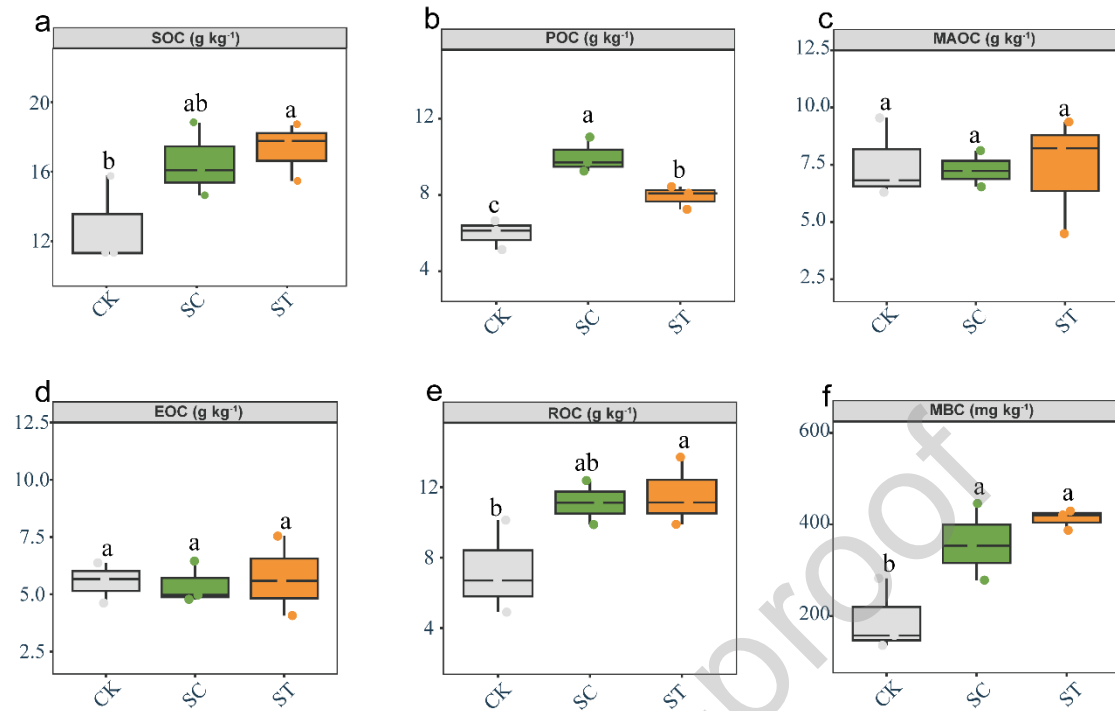 a
SOC (g kg⁻¹)
20
16
12
b
ab
a
CK
SC
ST
b
POC (g kg⁻¹)
12
8
4
c
a
b
CK
SC
ST
c
MAOC (g kg⁻¹)
12.5
10.0
7.5
5.0
2.5
a
a
a
CK
SC
ST
d
EOC (g kg⁻¹)
12.5
10.0
7.5
5.0
2.5
a
a
a
CK
SC
ST
e
ROC (g kg⁻¹)
12
8
4
b
ab
a
CK
SC
ST
f
MBC (mg kg⁻¹)
600
400
200
b
a
a
CK
SC
ST
proof